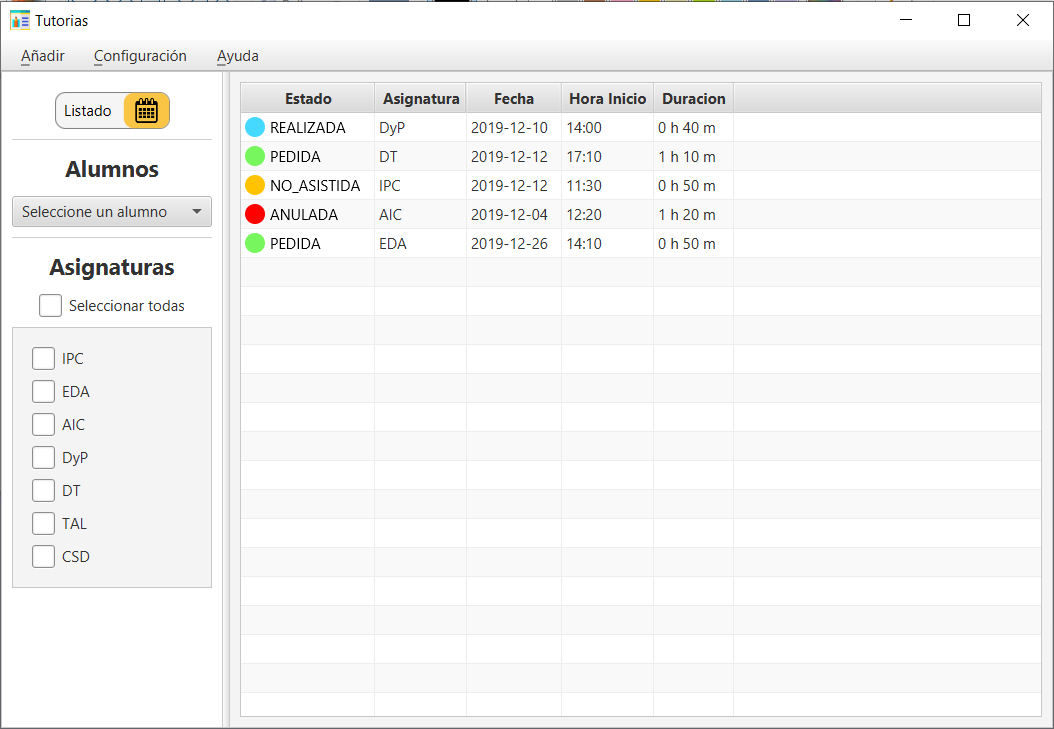 Tutorias
Añadir Configuración Ayuda
Listado
Alumnos
Seleccione un alumno
Asignaturas
Seleccionar todas
IPC
EDA
AIC
DyP
DT
TAL
CSD
Estado Asignatura Fecha Hora Inicio Duracion
REALIZADA DyP 2019-12-10 14:00 0 h 40 m
PEDIDA DT 2019-12-12 17:10 1 h 10 m
NO_ASISTIDA IPC 2019-12-12 11:30 0 h 50 m
ANULADA AIC 2019-12-04 12:20 1 h 20 m
PEDIDA EDA 2019-12-26 14:10 0 h 50 m